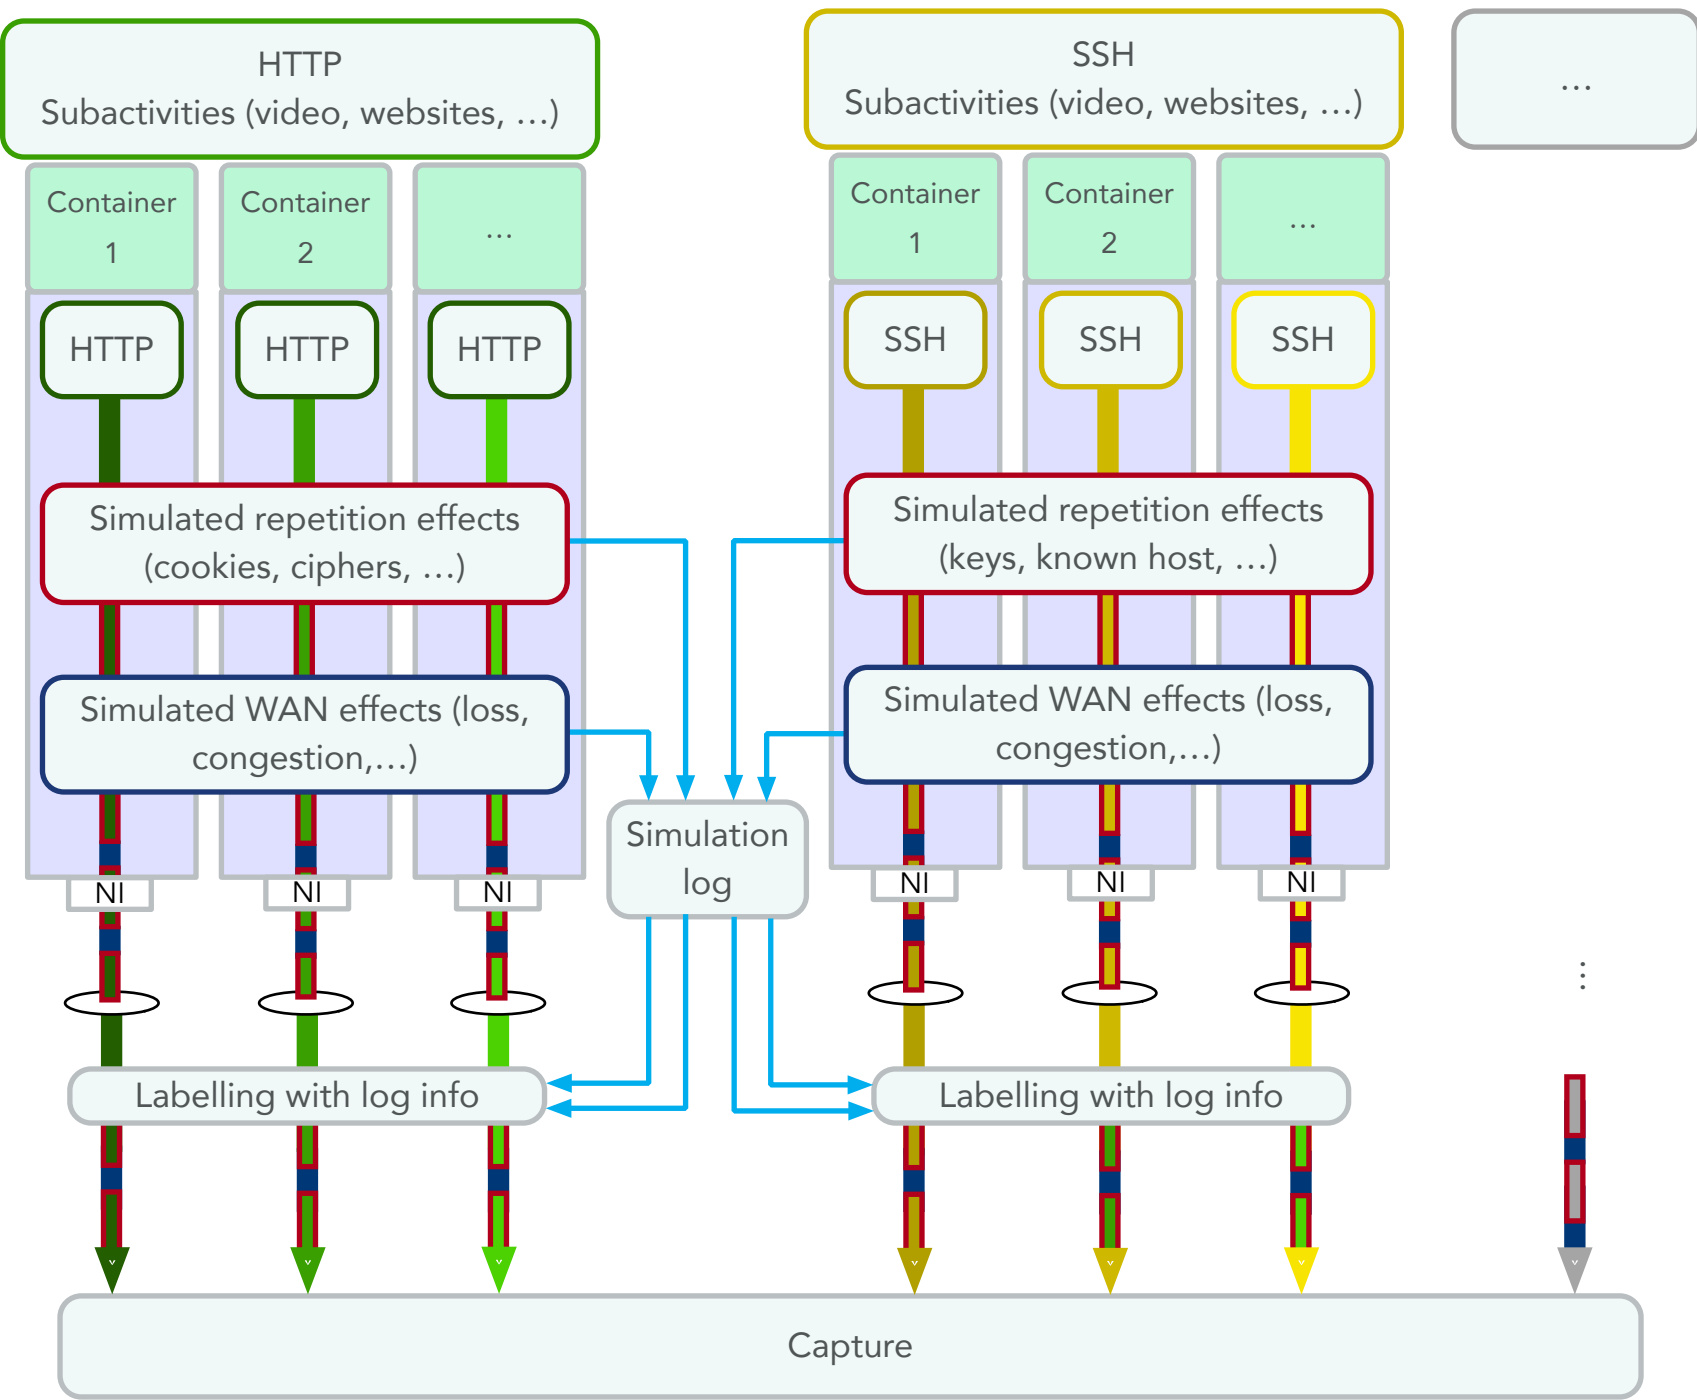 HTTP
Subactivities (video, websites, …)
SSH
Subactivities (video, websites, …)
…
Container
1
Container
2
…
Container
1
Container
2
…
HTTP
HTTP
HTTP
SSH
SSH
SSH
Simulated repetition effects
(cookies, ciphers, …)
Simulated repetition effects
(keys, known host, …)
Simulated WAN effects (loss,
congestion,…)
Simulated WAN effects (loss,
congestion,…)
Simulation
log
NI
NI
NI
NI
NI
NI
⋮
Labelling with log info
Labelling with log info
Capture